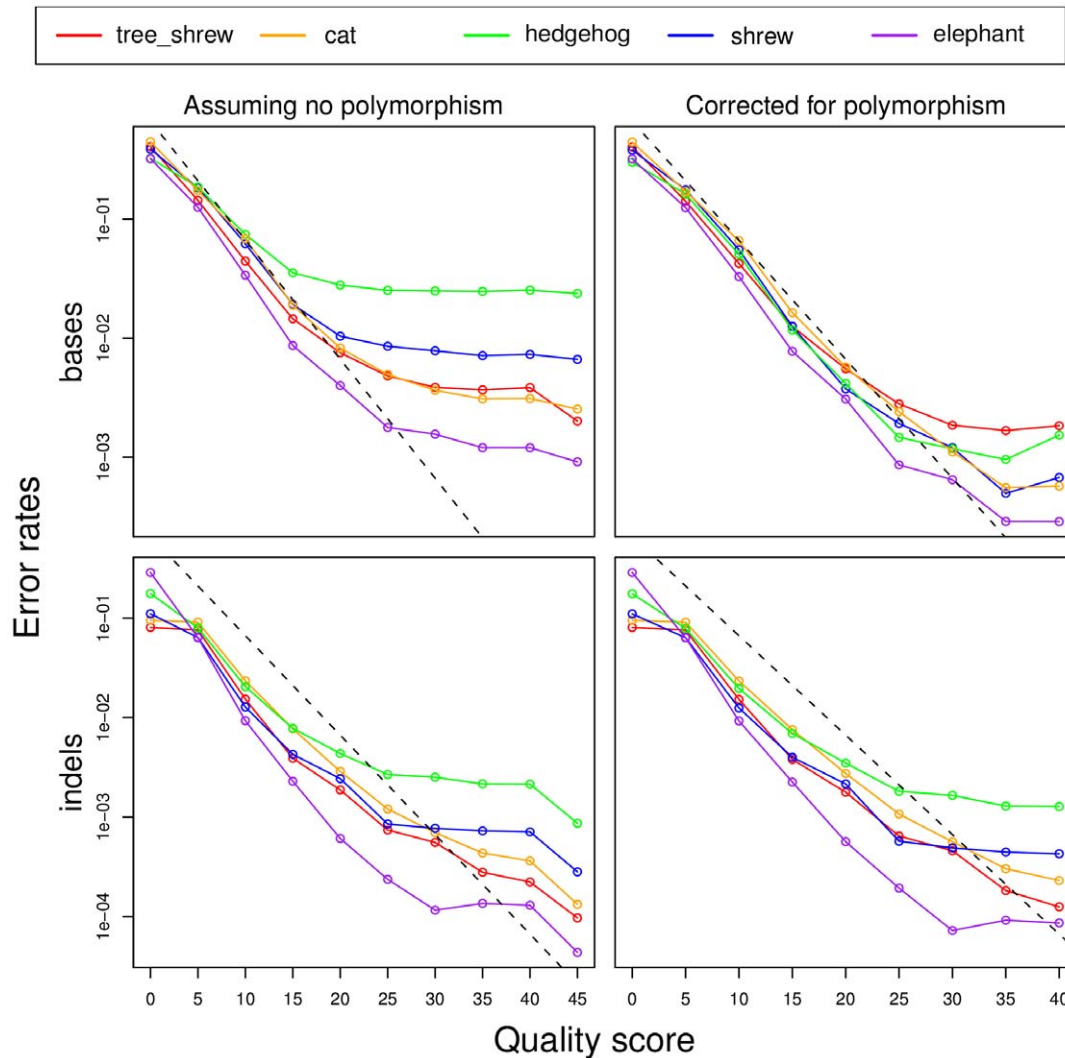 tree_shrew cat hedgehog shrew elephant
Assuming no polymorphism Corrected for polymorphism
Error rates
bases
1e-01
1e-02
1e-03
indels
1e-01
1e-02
1e-03
1e-04
0 5 10 15 20 25 30 35 40 45 0 5 10 15 20 25 30 35 40
Quality score